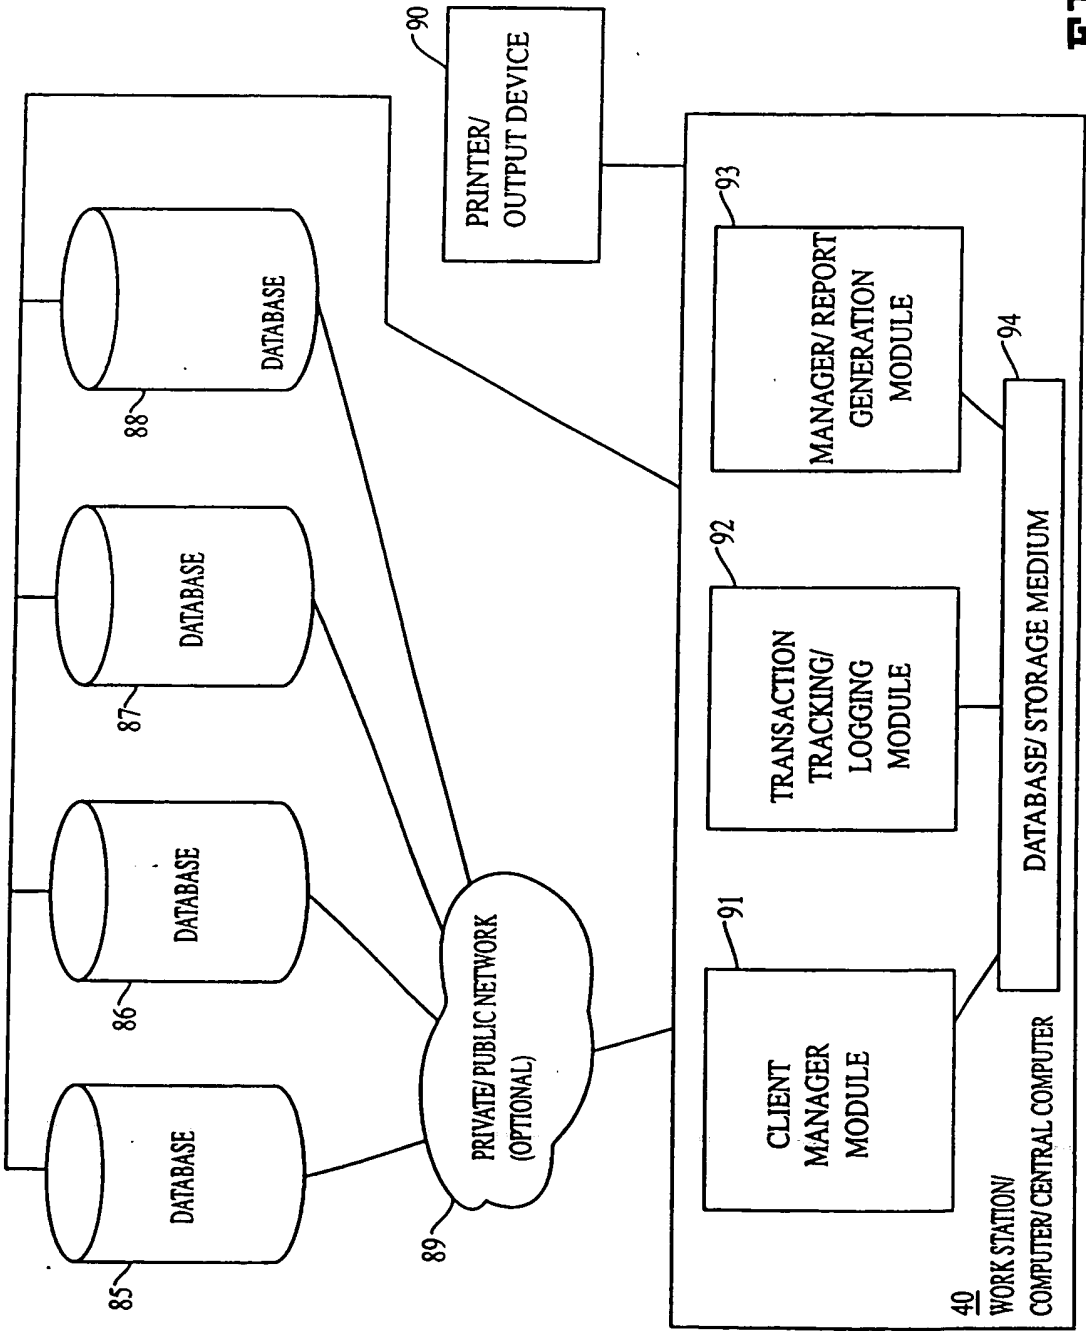 85
DATABASE
86
DATABASE
87
DATABASE
88
DATABASE
89
PRIVATE/ PUBLIC NETWORK
(OPTIONAL)
90
PRINTER/
OUTPUT DEVICE
91
CLIENT
MANAGER
MODULE
92
TRANSACTION
TRACKING/
LOGGING
MODULE
93
MANAGER/ REPORT
GENERATION
MODULE
94
DATABASE/ STORAGE MEDIUM
40
WORK STATION/
COMPUTER/ CENTRAL COMPUTER